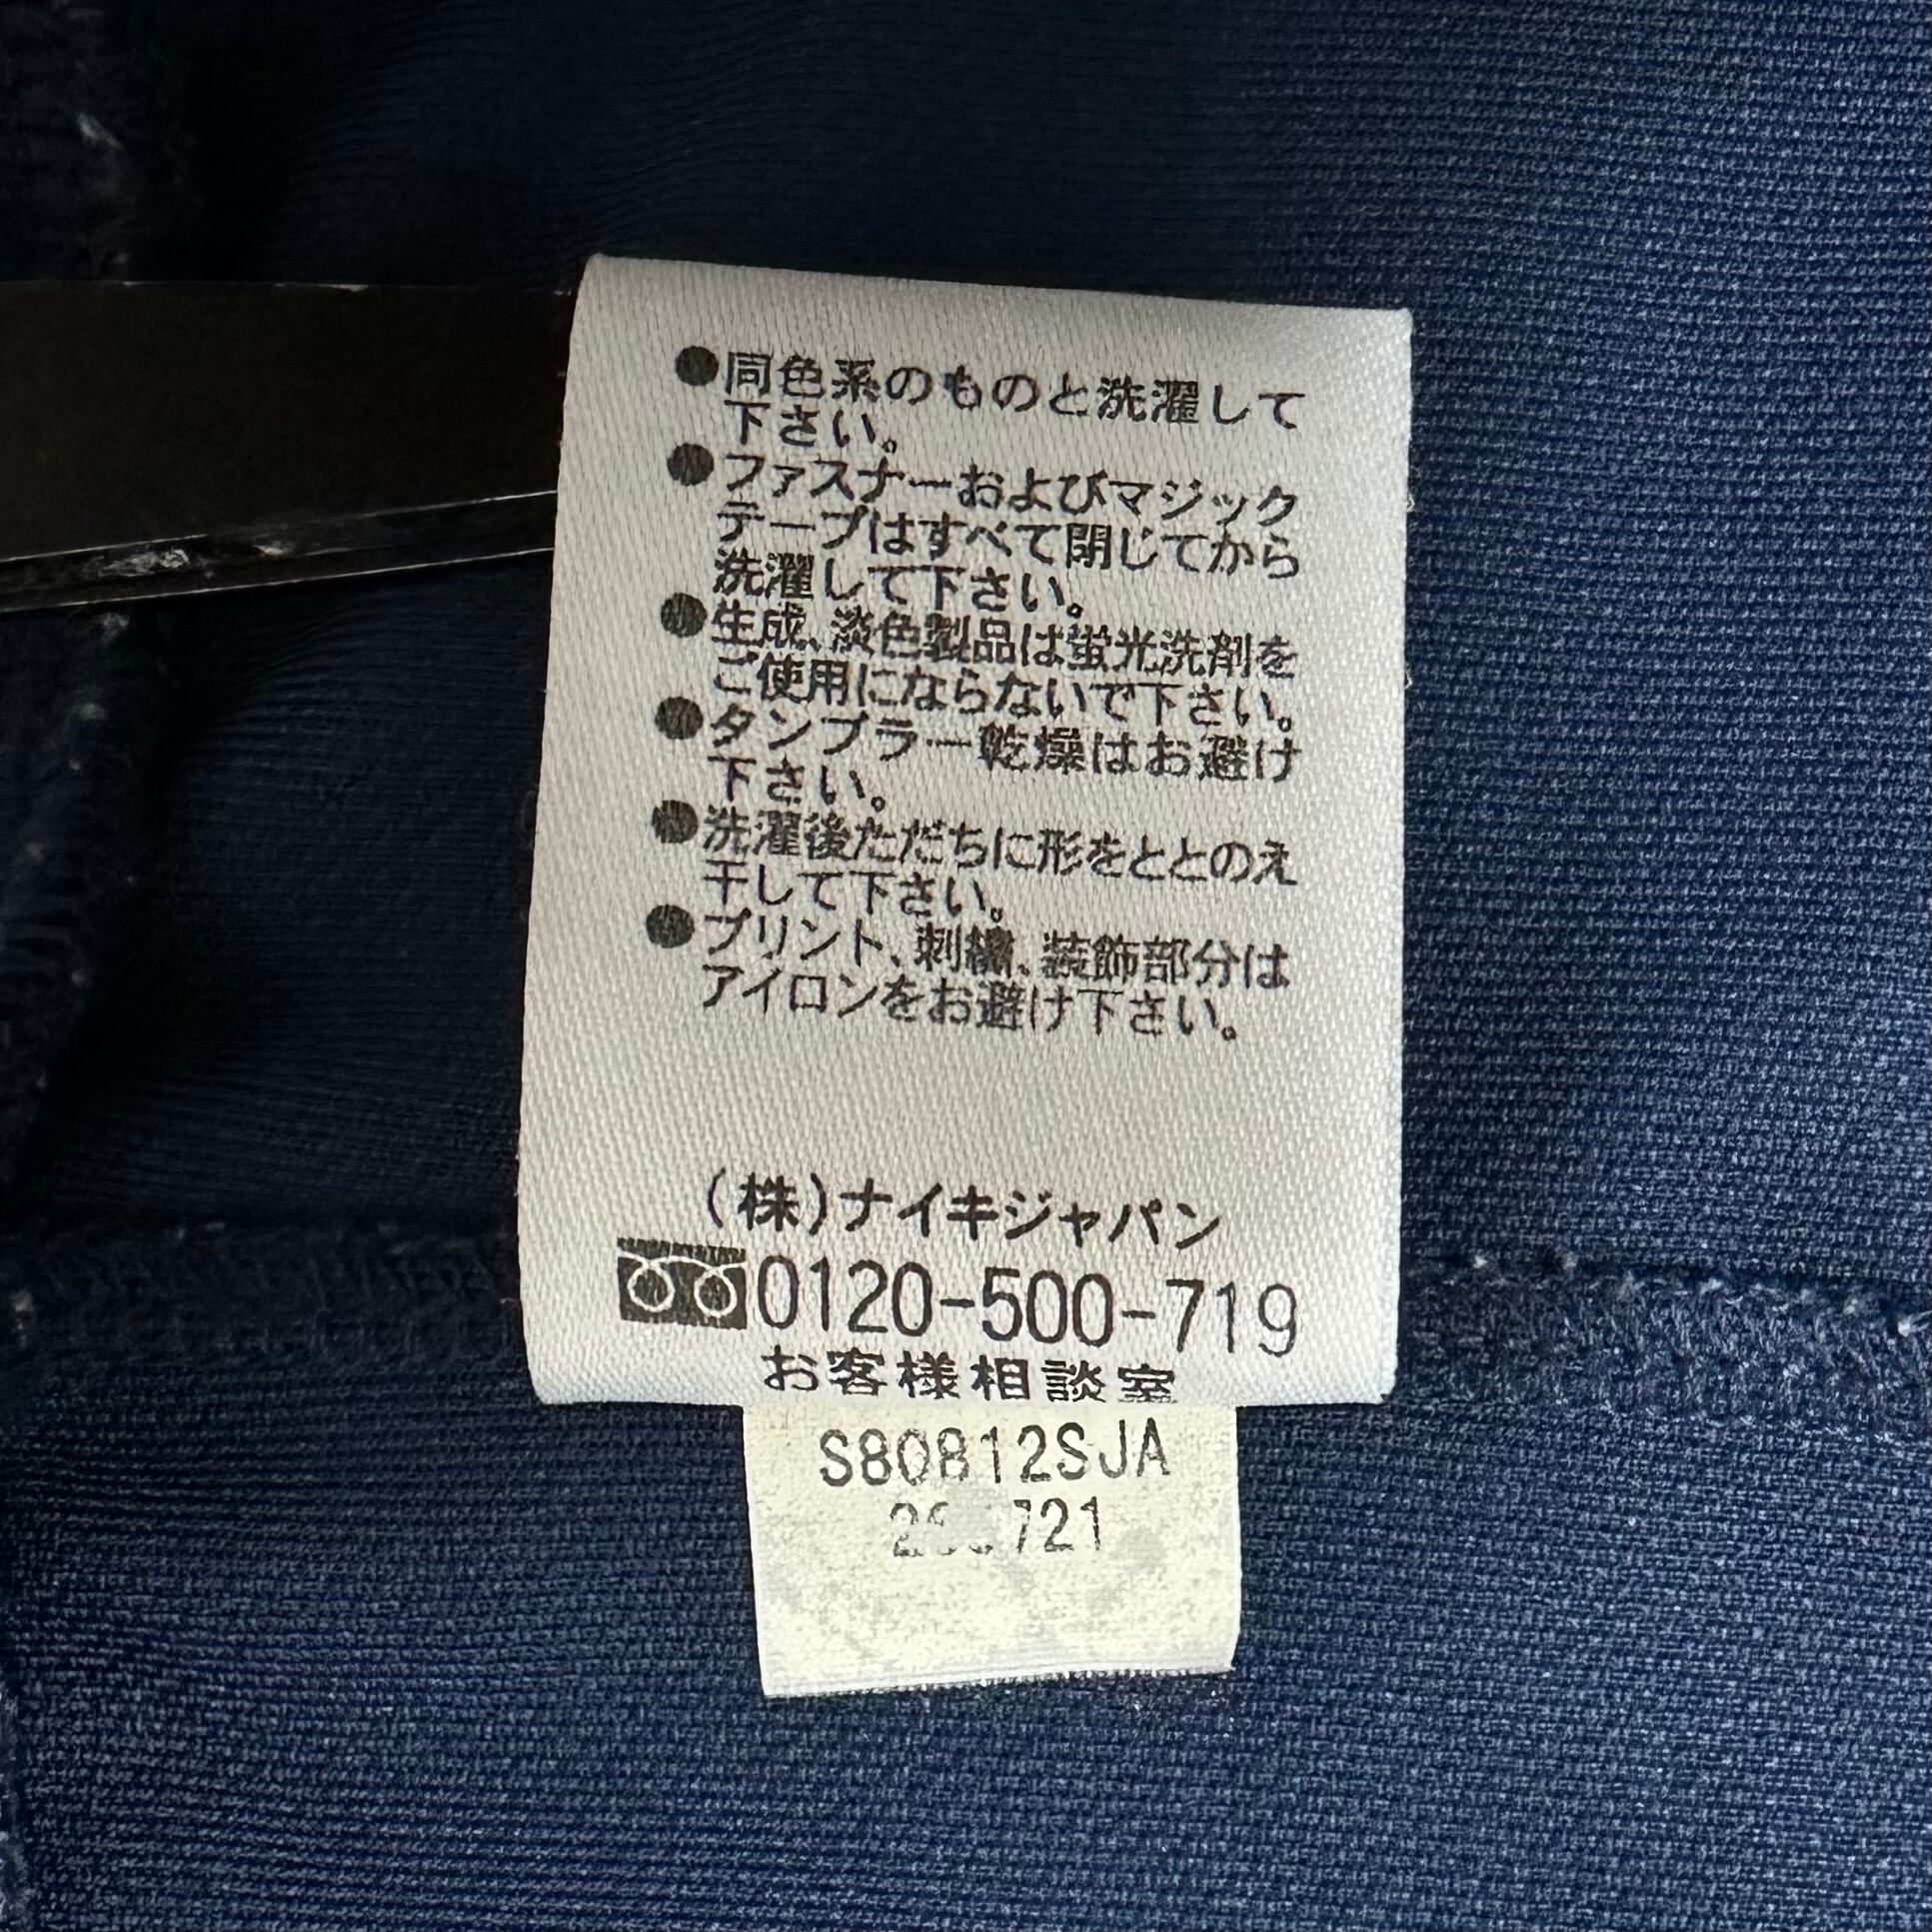 ●同色系のものと洗濯して
下さい。
●ファスナーおよびマジック
テープはすべて閉じてから
洗濯して下さい。
●生成、淡色製品は蛍光洗剤を
ご使用にならないで下さい。
●タンブラー乾燥はお避け
下さい。
●洗濯後ただちに形をととのえ
干して下さい。
●プリント、刺繍、装飾部分は
アイロンをお避け下さい。
(株)ナイキジャパン
0120-500-719
お客様相談室
S80812SJA